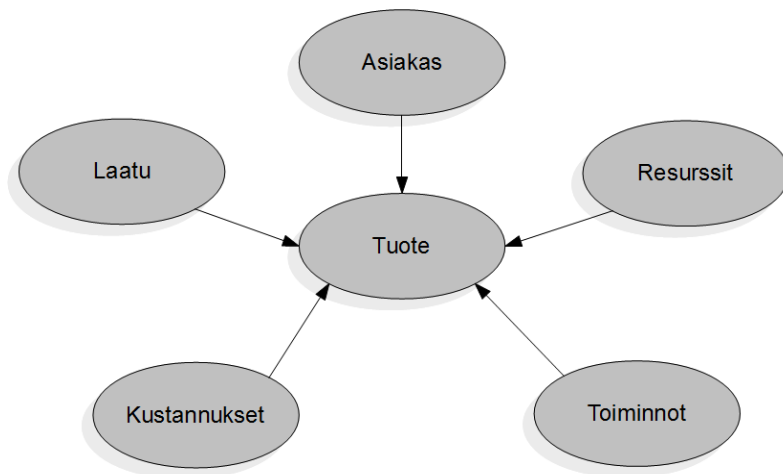 Asiakas
Laatu
Resurssit
Tuote
Kustannukset
Toiminnot